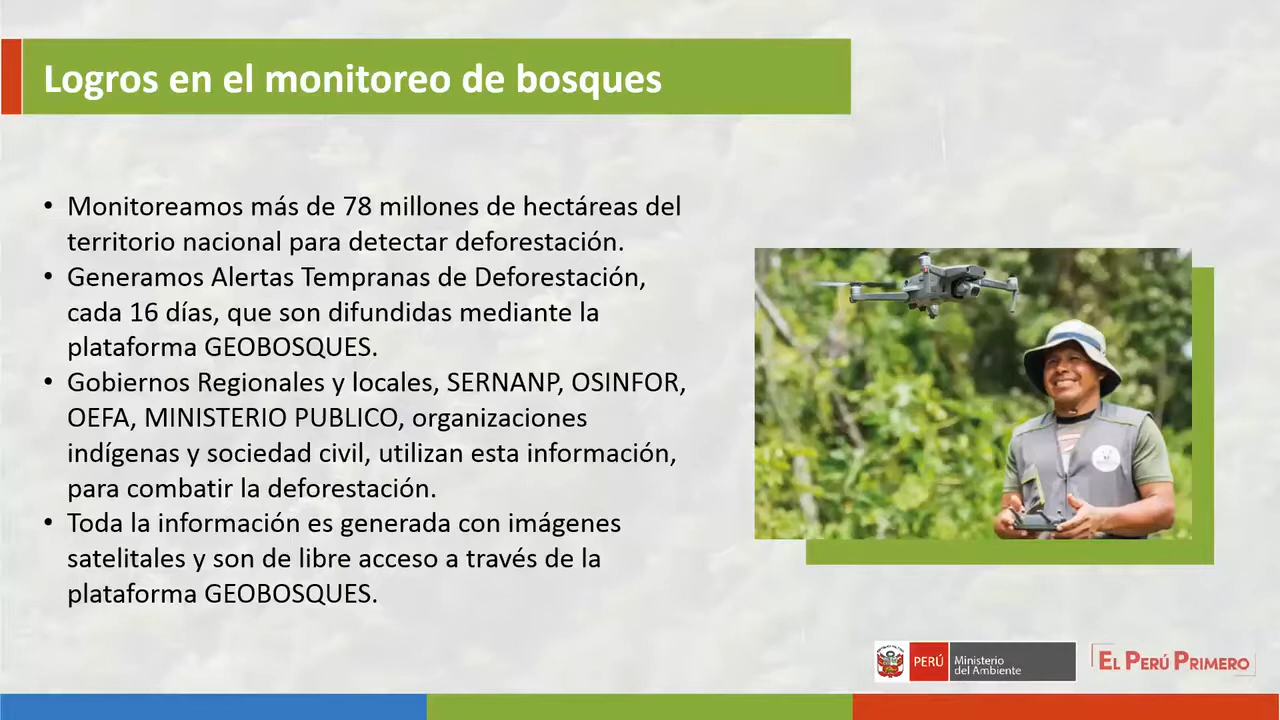 Logros en el monitoreo de bosques
• Monitoreamos más de 78 millones de hectáreas del
territorio nacional para detectar deforestación.
• Generamos Alertas Tempranas de Deforestación,
cada 16 días, que son difundidas mediante la
plataforma GEOBOSQUES.
• Gobiernos Regionales y locales, SERNANP, OSINFOR,
OEFA, MINISTERIO PUBLICO, organizaciones
indígenas y sociedad civil, utilizan esta información,
para combatir la deforestación.
• Toda la información es generada con imágenes
satelitales y son de libre acceso a través de la
plataforma GEOBOSQUES.
PERÚ
Ministerio
del Ambiente
EL PERÚ PRIMERO